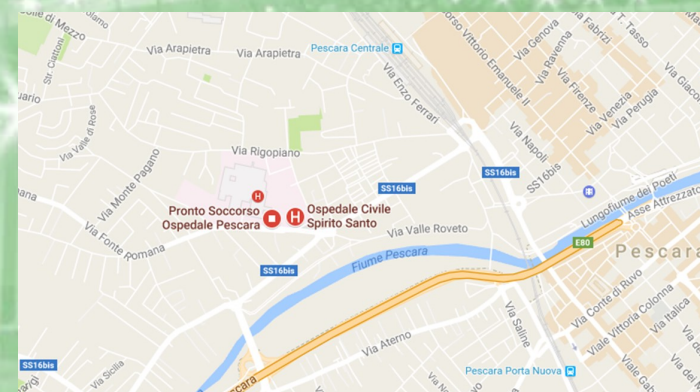 Colle di Mezzo
Str. Ciattoni
Via Arapietra
Via Arapietra
Pescara Centrale
Via Enzo Ferrari
Corso Vittorio Emanuele II
Via Genova
Via Ravenna
Via Fabrizi
T. Tasso
Via Firenze
Via Venezia
Via Perugia
Via Napoli
Via Valle di Rose
Via Monte Pagano
Via Rigopiano
SS16bis
SS16bis
SS16bis
Pronto Soccorso
Ospedale Pescara
H
H
Ospedale Civile
Spirito Santo
Via Fonte Romana
Via Valle Roveto
Lungofiume dei Poeti
Asse Attrezzato
E80
Pescara
SS16bis
Fiume Pescara
Via Conte di Ruvo
Viale Vittoria Colonna
Via Italica
Via Saline
Via Aterno
SS16bis
Via Sicilia
Pescara Porta Nuova